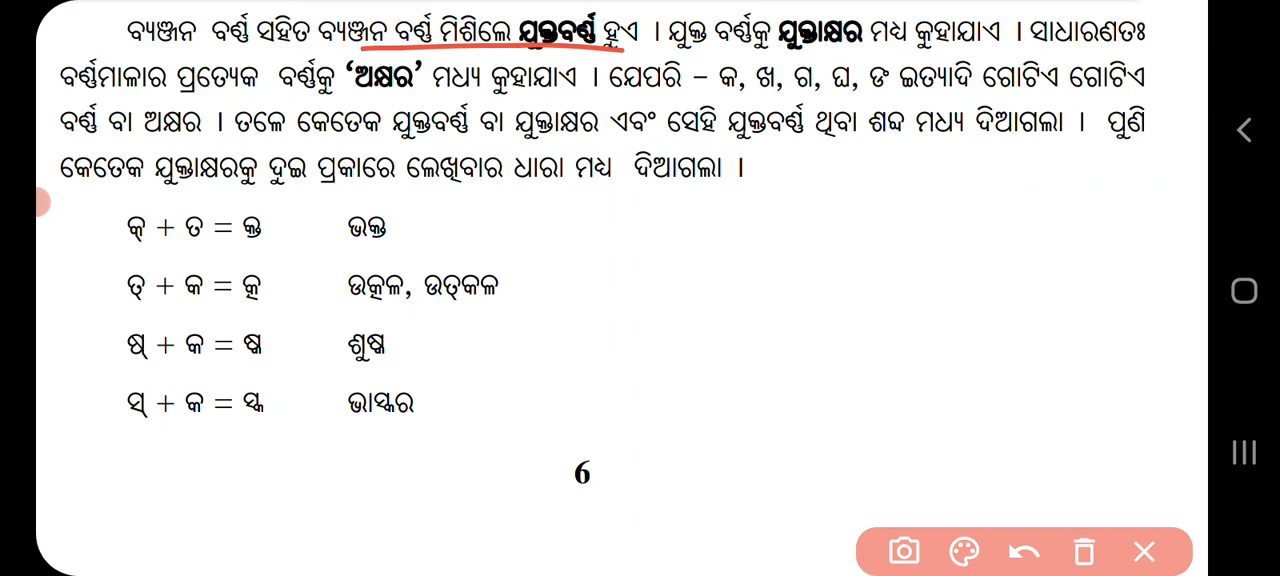 ବ୍ୟଞ୍ଜନ ବର୍ଣ୍ଣ ସହିତ ବ୍ୟଞ୍ଜନ ବର୍ଣ୍ଣ ମିଶିଲେ ଯୁକ୍ତବର୍ଣ୍ଣ ହୁଏ । ଯୁକ୍ତ ବର୍ଣ୍ଣକୁ ଯୁକ୍ତାକ୍ଷର ମଧ୍ୟ କୁହାଯାଏ । ସାଧାରଣତଃ
ବର୍ଣ୍ଣମାଳାର ପ୍ରତ୍ୟେକ ବର୍ଣ୍ଣକୁ ‘ଅକ୍ଷର’ ମଧ୍ୟ କୁହାଯାଏ । ଯେପରି – କ, ଖ, ଗ, ଘ, ଙ ଇତ୍ୟାଦି ଗୋଟିଏ ଗୋଟିଏ
ବର୍ଣ୍ଣ ବା ଅକ୍ଷର । ତଳେ କେତେକ ଯୁକ୍ତବର୍ଣ୍ଣ ବା ଯୁକ୍ତାକ୍ଷର ଏବଂ ସେହି ଯୁକ୍ତବର୍ଣ୍ଣ ଥିବା ଶବ୍ଦ ମଧ୍ୟ ଦିଆଗଲା । ପୁଣି
କେତେକ ଯୁକ୍ତାକ୍ଷରକୁ ଦୁଇ ପ୍ରକାରେ ଲେଖିବାର ଧାରା ମଧ୍ୟ ଦିଆଗଲା ।
କ୍ + ତ = କ୍ତ ଭକ୍ତ
ତ୍ + କ = ତ୍କ ଉତ୍କଳ, ଉତ୍‌କଳ
ଷ୍ + କ = ଷ୍କ ଶୁଷ୍କ
ସ୍ + କ = ସ୍କ ଭାସ୍କର
6